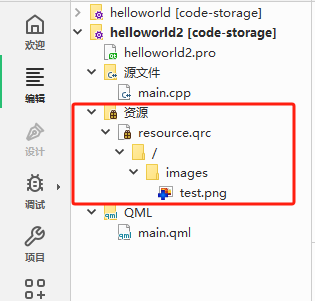 欢迎
编辑
设计
调试
项目
helloworld [code-storage]
helloworld2 [code-storage]
helloworld2.pro
源文件
main.cpp
资源
resource.qrc
/
images
test.png
QML
main.qml